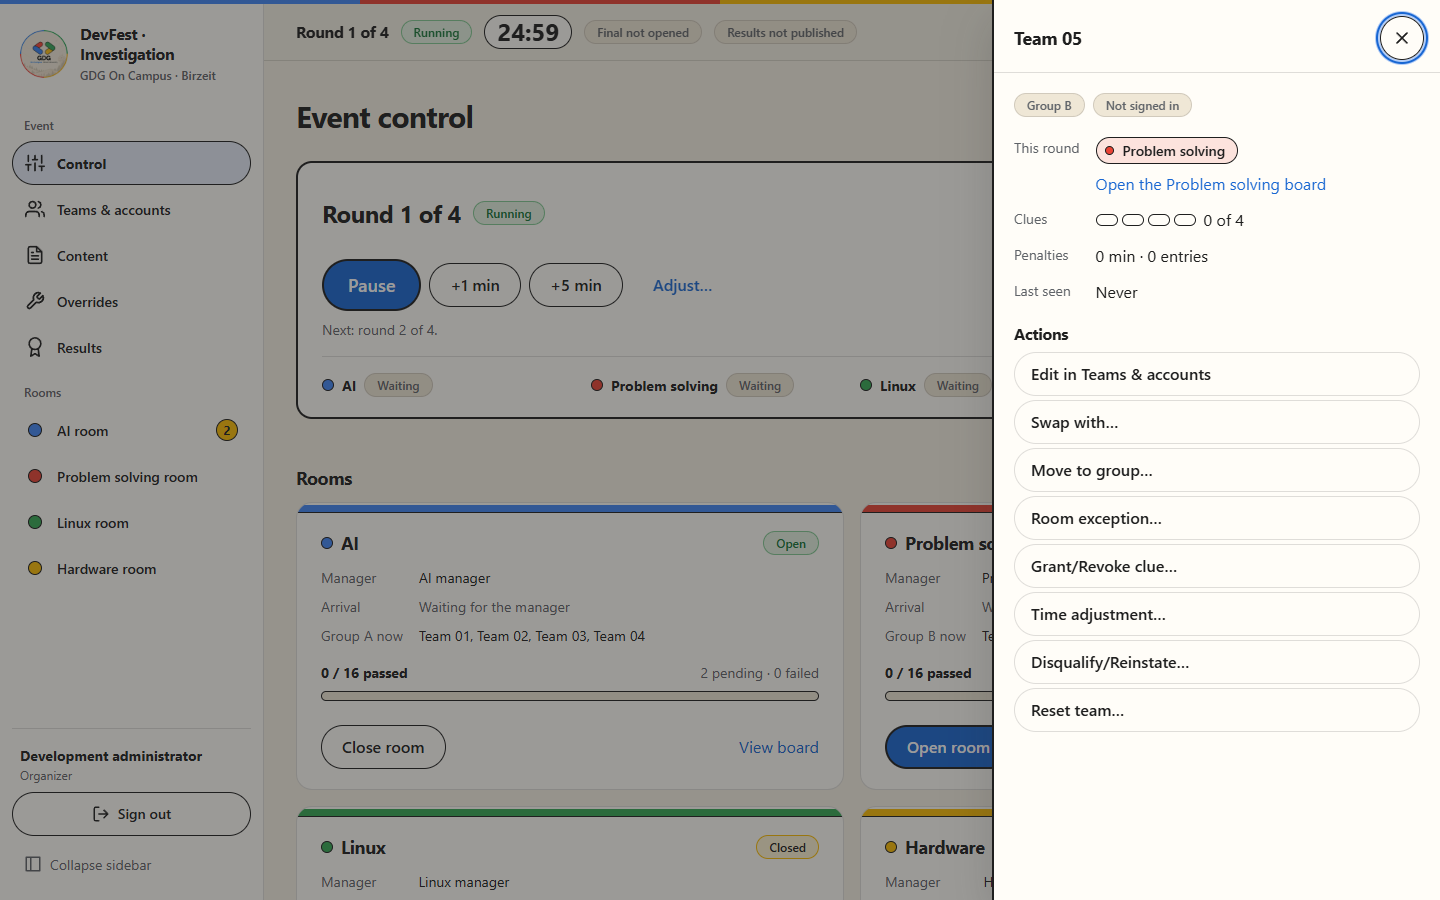 DevFest ·
Investigation
GDG On Campus · Birzeit
Event
Control
Teams & accounts
Content
Overrides
Results
Rooms
AI room
2
Problem solving room
Linux room
Hardware room
Development administrator
Organizer
Sign out
Collapse sidebar
Round 1 of 4
Running
24:59
Final not opened
Results not published
Event control
Round 1 of 4
Running
Pause
+1 min
+5 min
Adjust...
Next: round 2 of 4.
AI
Waiting
Problem solving
Waiting
Linux
Waiting
Rooms
AI
Open
Manager
AI manager
Arrival
Waiting for the manager
Group A now
Team 01, Team 02, Team 03, Team 04
0 / 16 passed
2 pending · 0 failed
Close room
View board
Problem
Manager
Arrival
Group B now
0 / 16 passed
Open room
Linux
Closed
Manager
Linux manager
Hardware
Manager
Team 05
Group B
Not signed in
This round
Problem solving
Open the Problem solving board
Clues
0 of 4
Penalties
0 min · 0 entries
Last seen
Never
Actions
Edit in Teams & accounts
Swap with...
Move to group...
Room exception...
Grant/Revoke clue...
Time adjustment...
Disqualify/Reinstate...
Reset team...